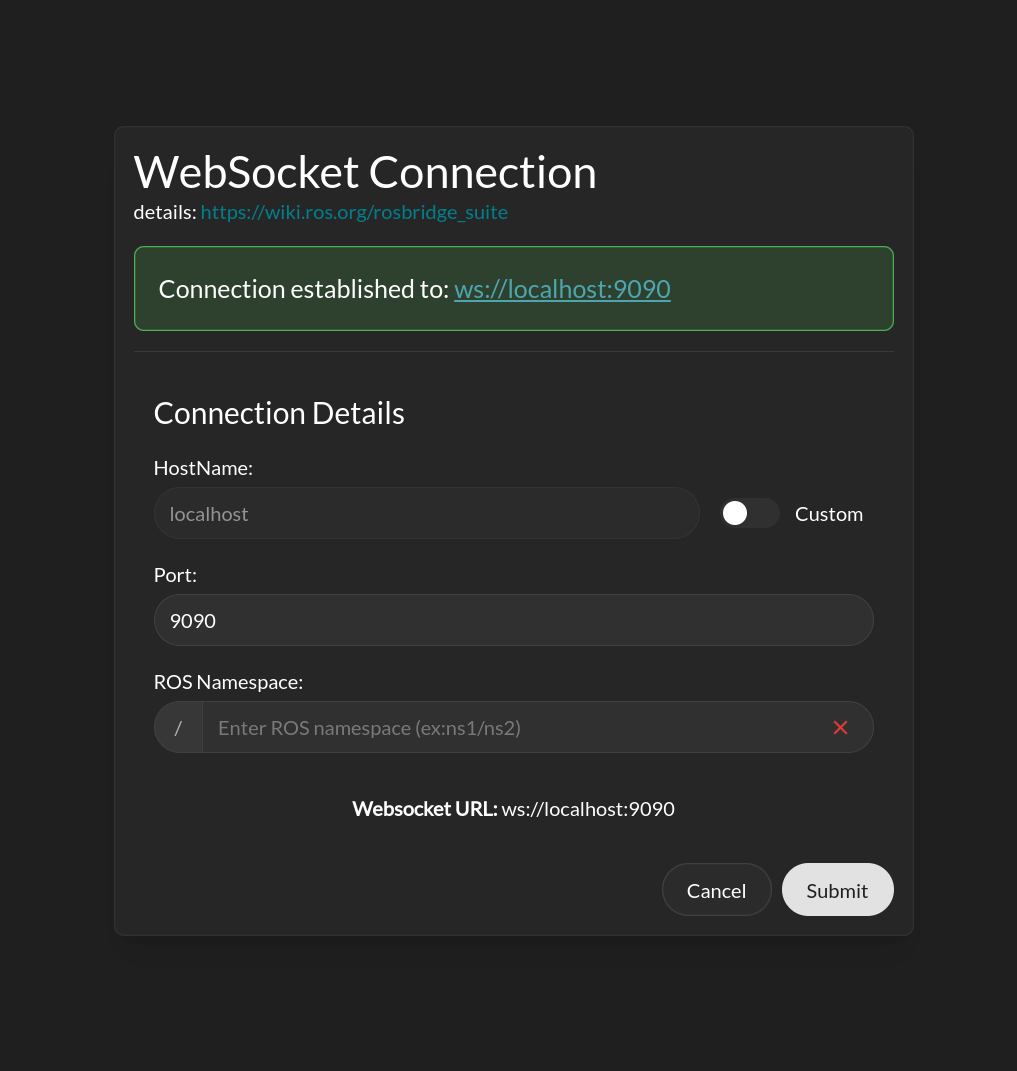 WebSocket Connection
details: https://wiki.ros.org/rosbridge_suite
Connection established to: ws://localhost:9090
Connection Details
HostName:
localhost
Custom
Port:
9090
ROS Namespace:
/ Enter ROS namespace (ex:ns1/ns2)
Websocket URL: ws://localhost:9090
Cancel Submit